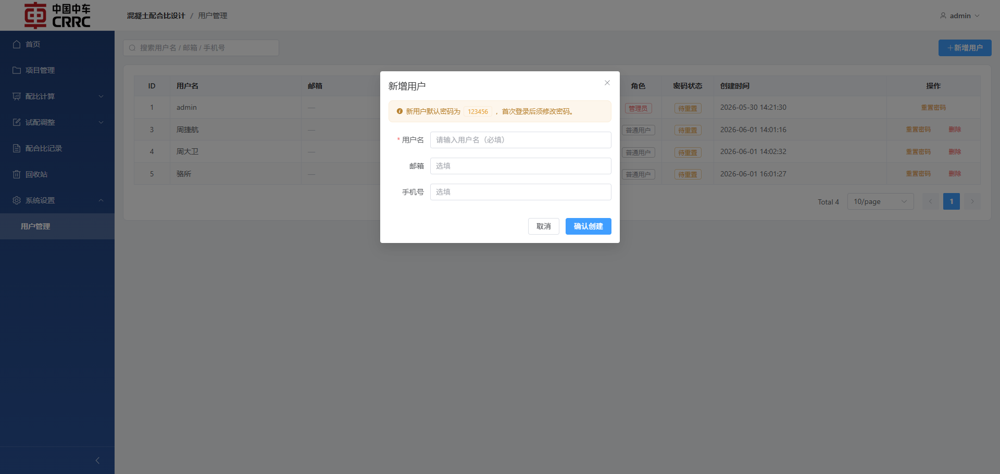 中国中车
CRRC
混凝土配合比设计 / 用户管理
admin
首页
项目管理
配比计算
试配调整
配合比记录
回收站
系统设置
用户管理
搜索用户名 / 邮箱 / 手机号
新增用户
ID 用户名 邮箱 角色 密码状态 创建时间 操作
1 admin — 管理员 待重置 2026-05-30 14:21:30 重置密码
3 周捷航 — 普通用户 待重置 2026-06-01 14:01:16 重置密码 删除
4 周大卫 — 普通用户 待重置 2026-06-01 14:02:32 重置密码 删除
5 骆所 — 普通用户 待重置 2026-06-01 16:01:27 重置密码 删除
Total 4 10/page 1
新增用户
新用户默认密码为 123456 ，首次登录后须修改密码。
* 用户名 请输入用户名（必填）
邮箱 选填
手机号 选填
取消 确认创建